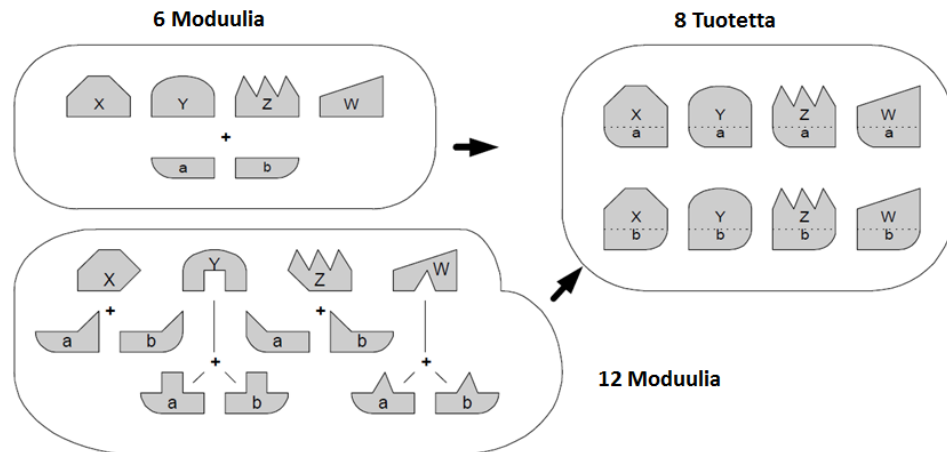 6 Moduulia
8 Tuotetta
X Y Z W
+
a b
X Y Z W
a a a a
X Y Z W
b b b b
X Y Z W
+ +
a b a b
+ +
a b a b
12 Moduulia